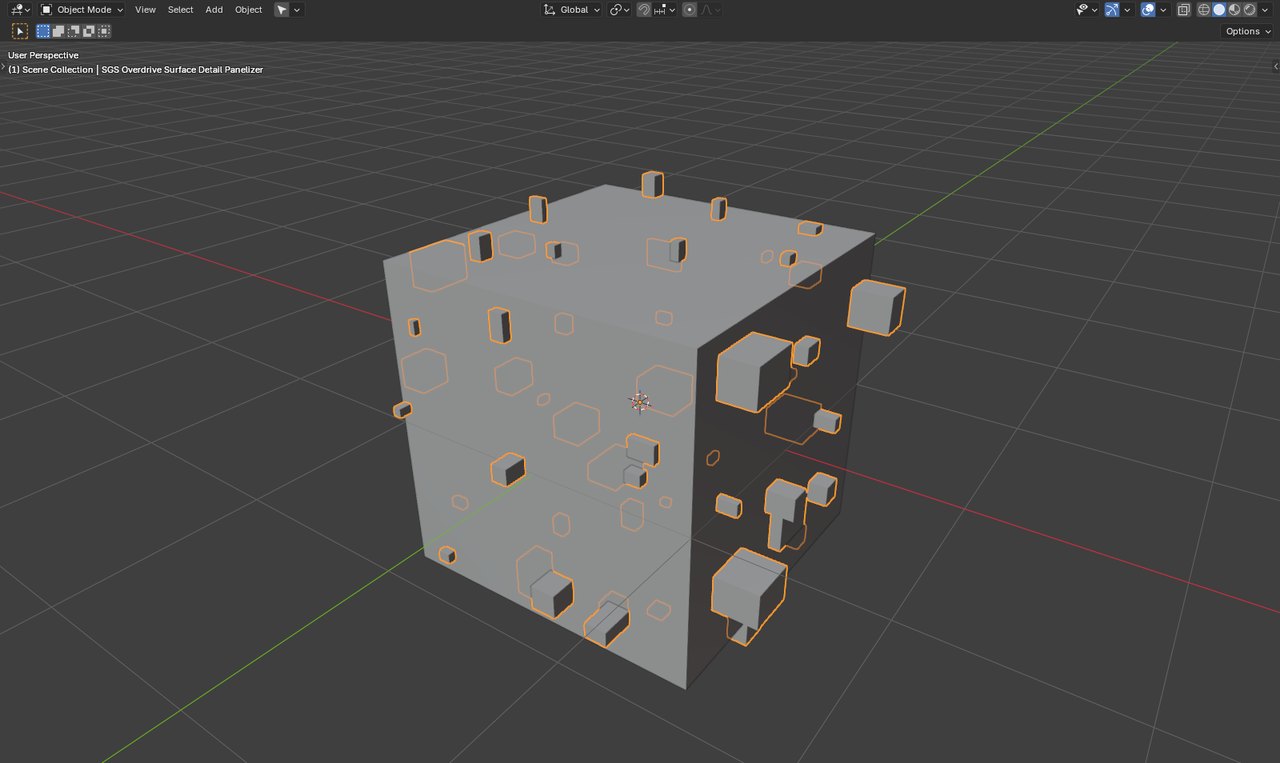 Object Mode View Select Add Object Global
Options
User Perspective
(1) Scene Collection | SGS Overdrive Surface Detail Panelizer